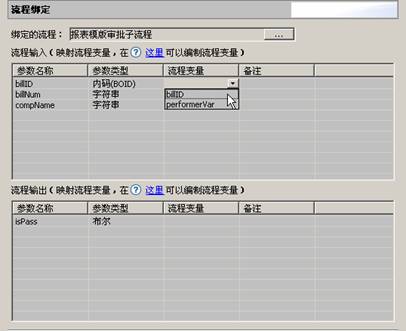 流程绑定
绑定的流程： 报表模版审批子流程 ...
流程输入（映射流程变量，在 ? 这里 可以编制流程变量）
参数名称 参数类型 流程变量 备注
billID 内码(BOID)
billNum 字符串 billID
compName 字符串 performerVar
流程输出（映射流程变量，在 ? 这里 可以编制流程变量）
参数名称 参数类型 流程变量 备注
isPass 布尔